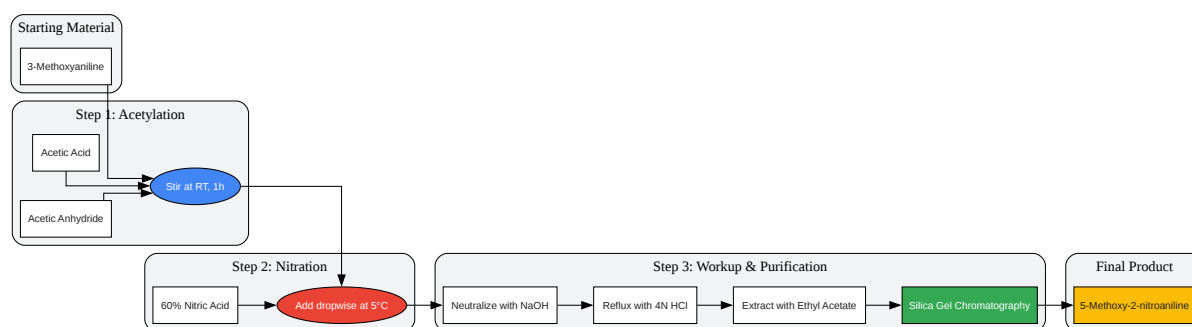 Starting Material
3-Methoxyaniline
Step 1: Acetylation
Acetic Acid
Stir at RT, 1h
Acetic Anhydride
Step 2: Nitration
60% Nitric Acid
Add dropwise at 5°C
Step 3: Workup & Purification
Neutralize with NaOH
Reflux with 4N HCl
Extract with Ethyl Acetate
Silica Gel Chromatography
Final Product
5-Methoxy-2-nitroaniline